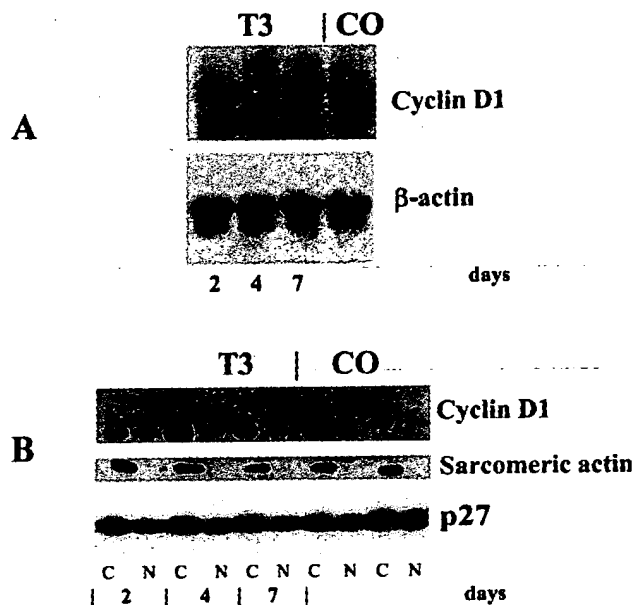 T3 | CO
A
Cyclin D1
β-actin
2 4 7 days
T3 | CO
B
Cyclin D1
Sarcomeric actin
p27
C N C N C N C N C N
| 2 | 4 | 7 | days